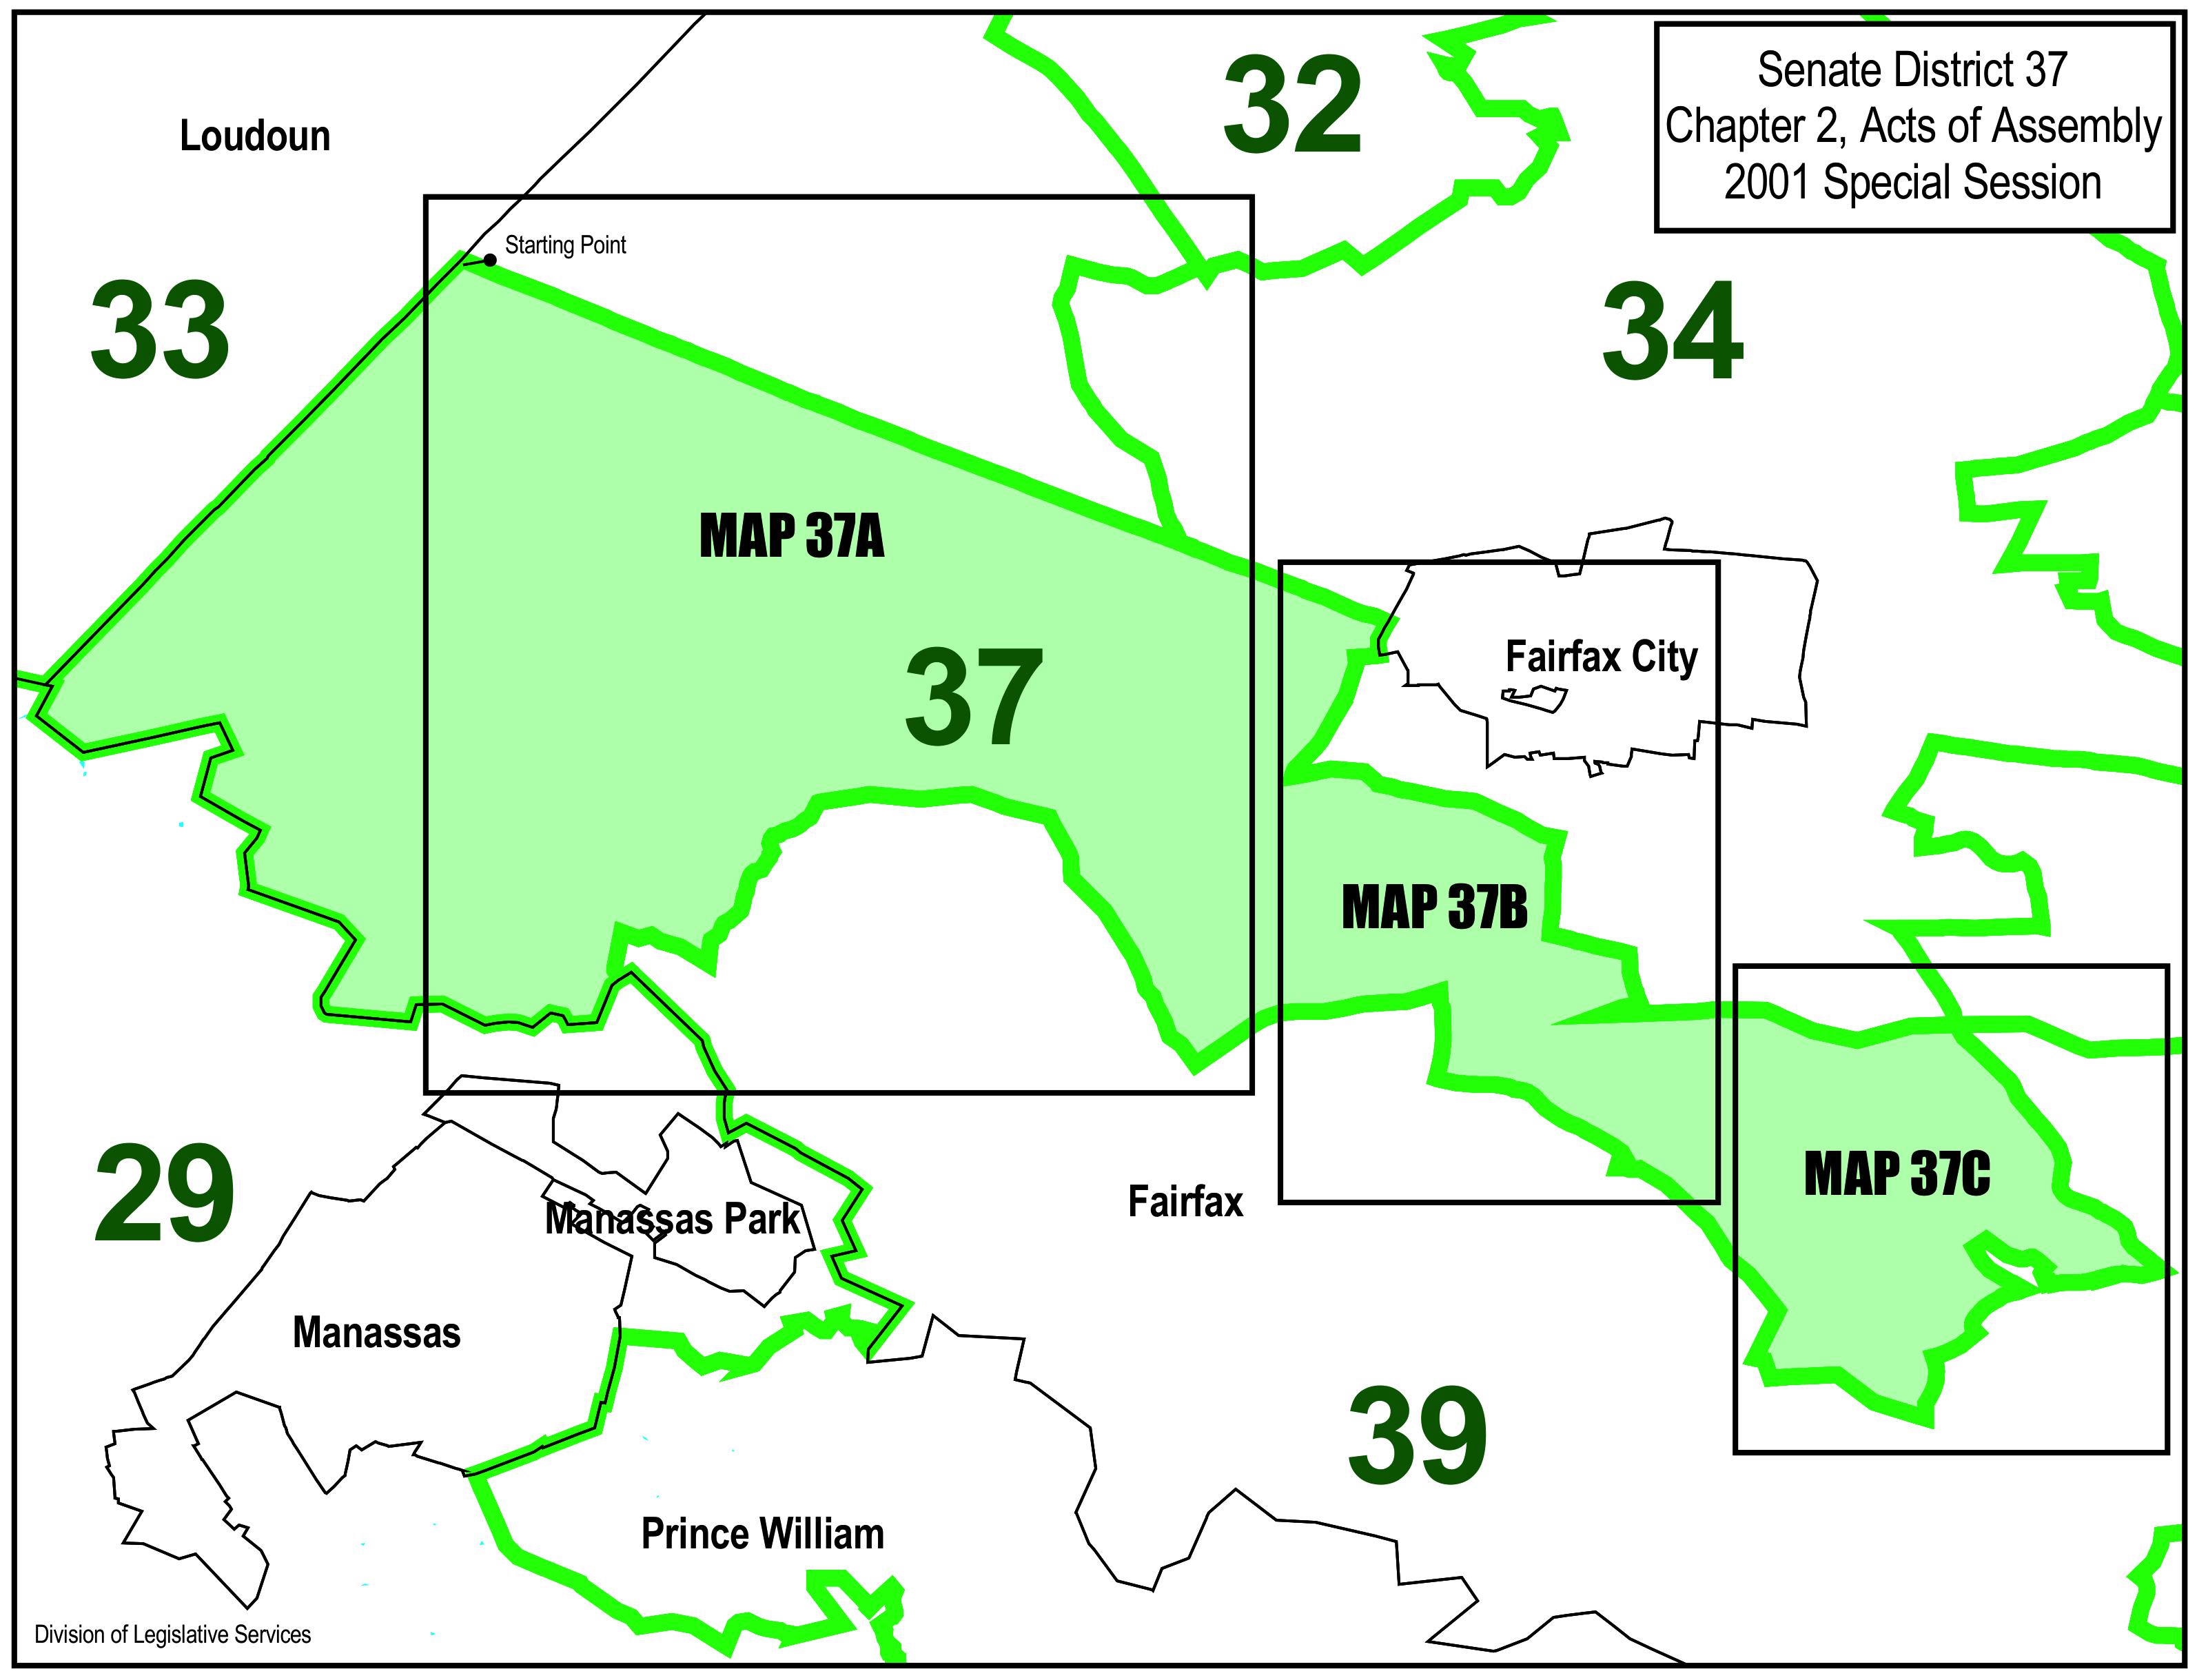 Senate District 37
Chapter 2, Acts of Assembly
2001 Special Session
32
Loudoun
Starting Point
33
34
MAP 37A
37
Fairfax City
MAP 37B
MAP 37C
29
Fairfax
Manassas Park
Manassas
39
Prince William
Division of Legislative Services